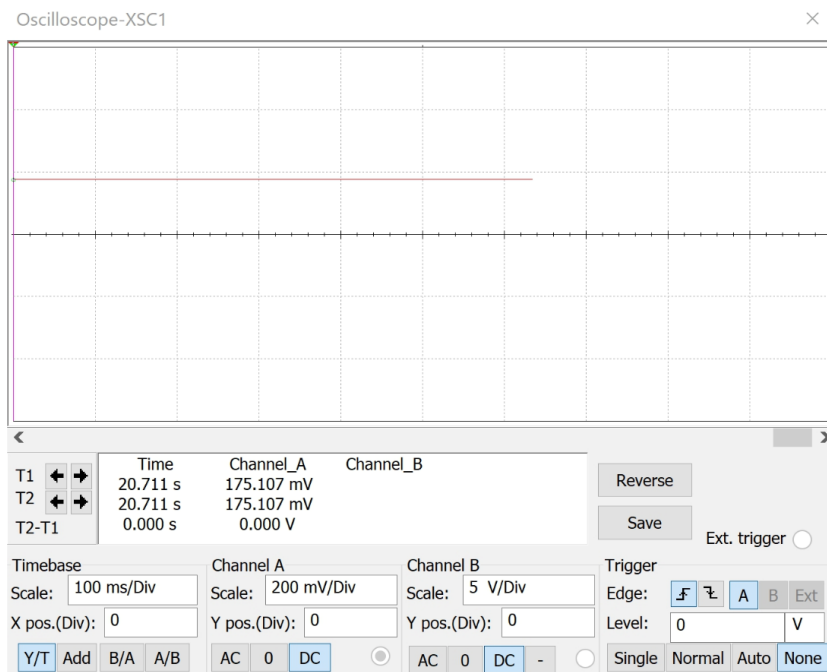 Oscilloscope-XSC1
Time Channel_A Channel_B
T1 20.711 s 175.107 mV
T2 20.711 s 175.107 mV
T2-T1 0.000 s 0.000 V
Reverse
Save
Ext. trigger
Timebase Channel A Channel B Trigger
Scale: 100 ms/Div Scale: 200 mV/Div Scale: 5 V/Div Edge: A B Ext
X pos.(Div): 0 Y pos.(Div): 0 Y pos.(Div): 0 Level: 0 V
Y/T Add B/A A/B AC 0 DC AC 0 DC - Single Normal Auto None